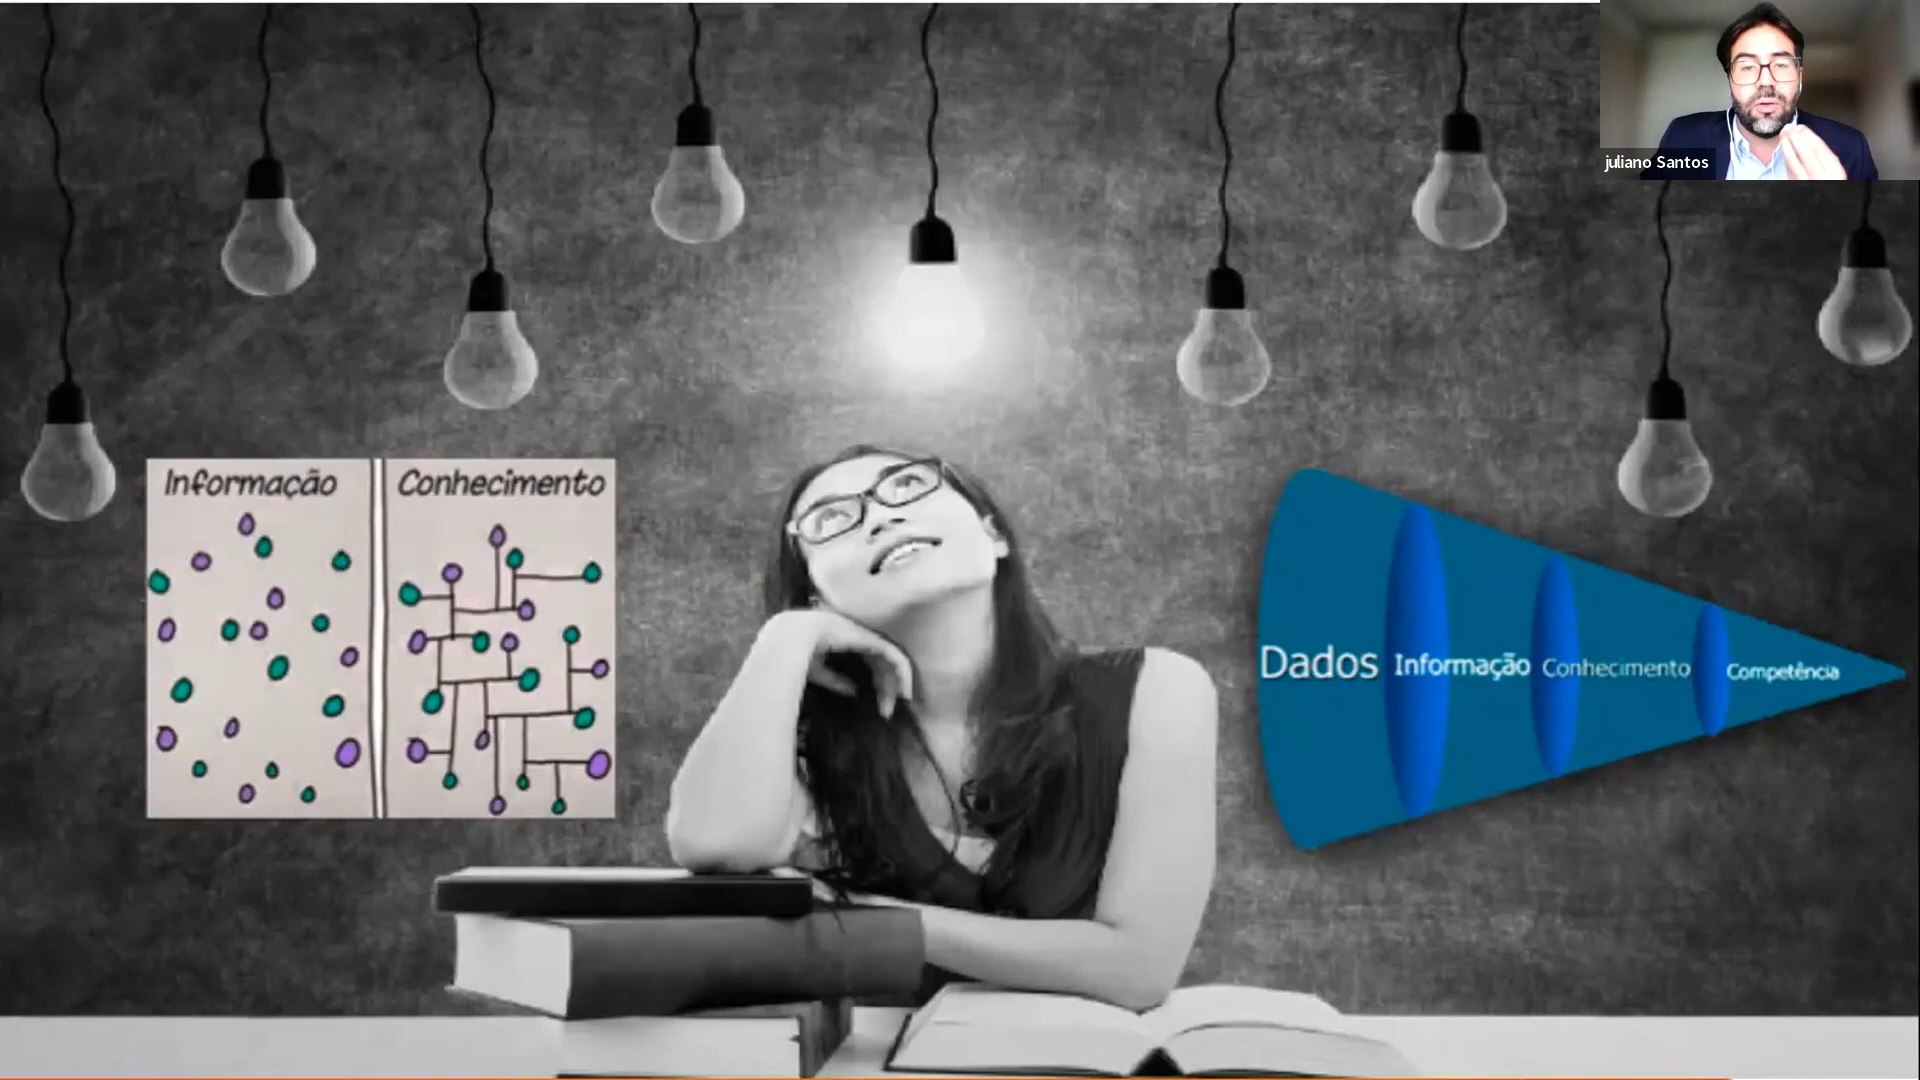 juliano Santos
Informação
Conhecimento
Dados
Informação
Conhecimento
Competência